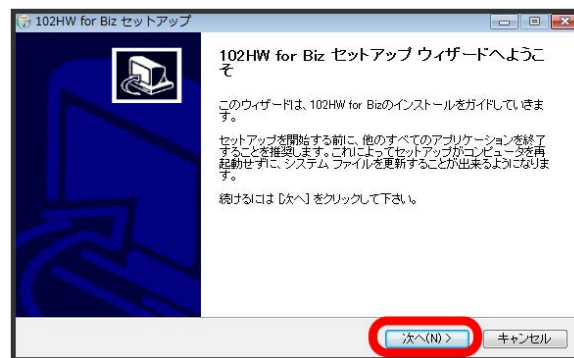 102HW for Biz セットアップ
102HW for Biz セットアップ ウィザードへようこ
そ
このウィザードは、102HW for Bizのインストールをガイドしていきま
す。
セットアップを開始する前に、他のすべてのアプリケーションを終了
することを推奨します。これによってセットアップがコンピュータを再
起動せずに、システム ファイルを更新することが出来るようになりま
す。
続けるには [次へ] をクリックして下さい。
次へ(N) >
キャンセル